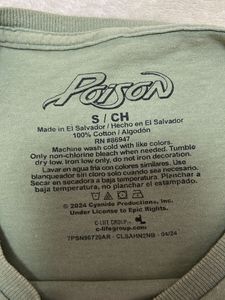 POISON
S / CH
Made in El Salvador / Hecho en El Salvador
100% Cotton / Algodón
RN #86947
Machine wash cold with like colors.
Only non-chlorine bleach when needed. Tumble
dry low. Iron low only, do not iron decoration.
Lavar en agua fria con colores similares. Use
blanqueador sin cloro solo cuando sea necesario.
Secar en secadora a baja temperatura. Planchar a
baja temperatura, no planchar el estampado.
© 2024 Cyanide Productions, Inc.
Under License to Epic Rights.
C-LIFE GROUP
c-lifegroup.com
04/24